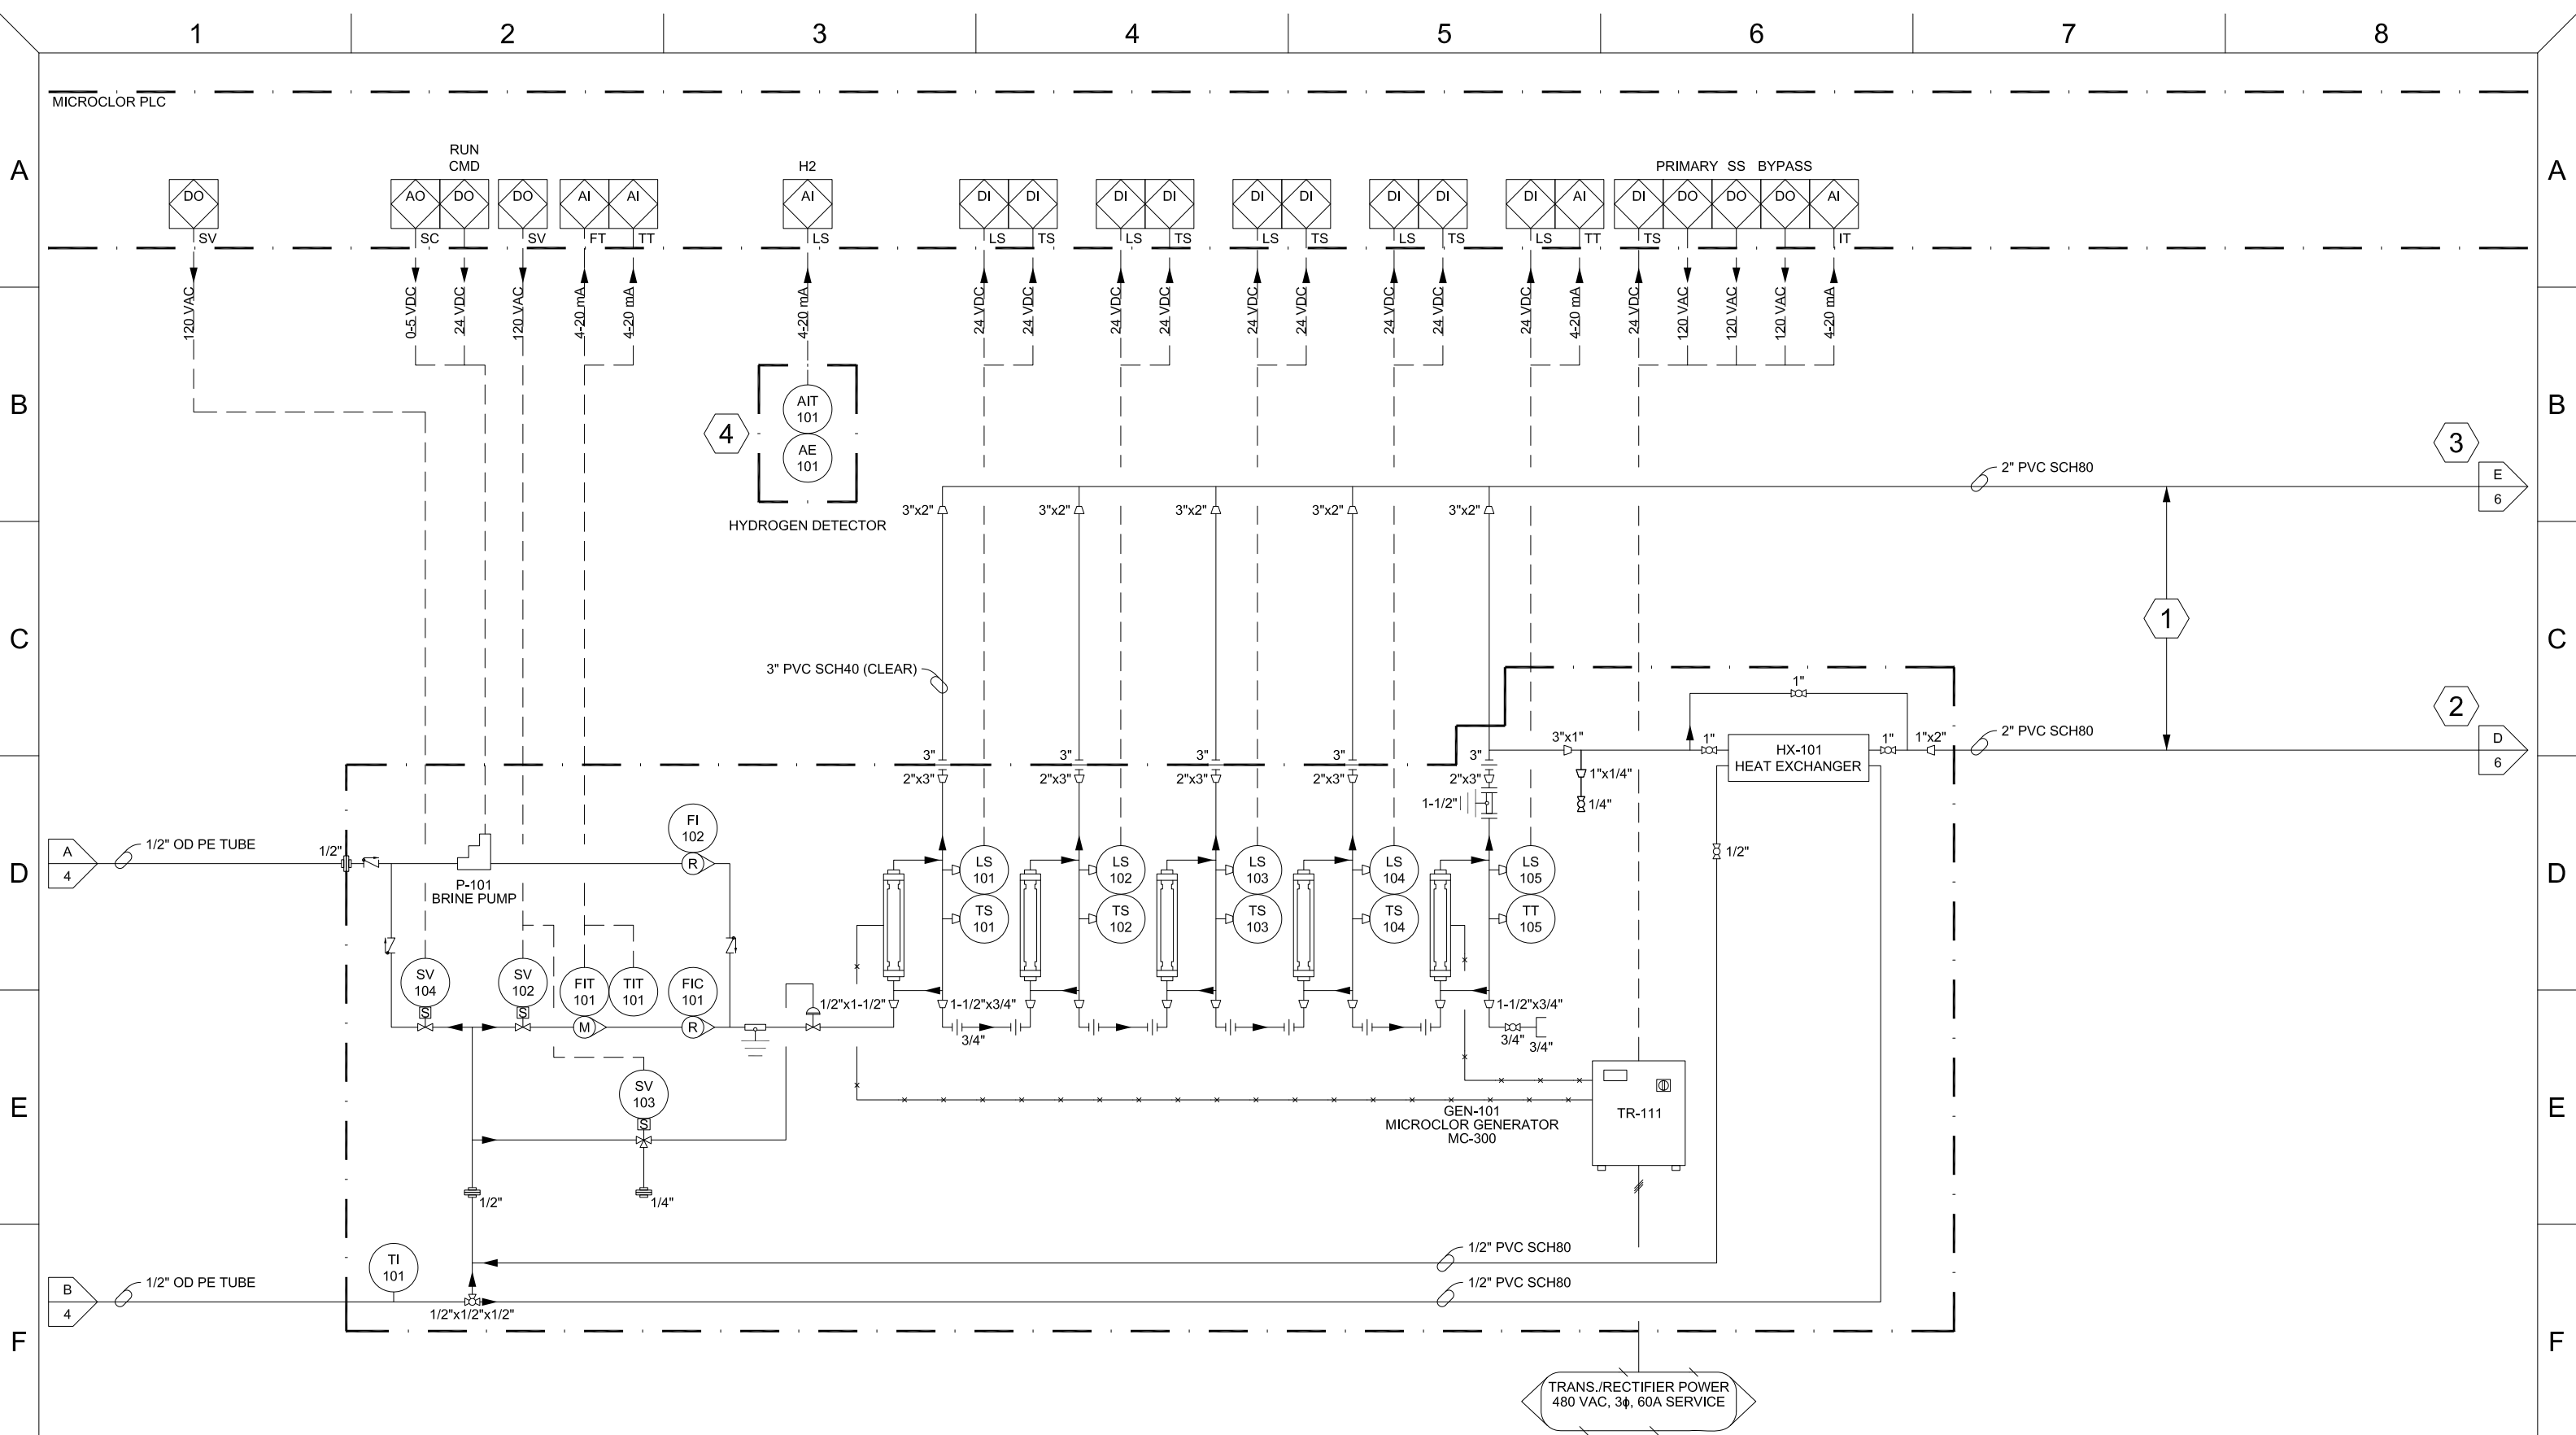 1 2 3 4 5 6 7 8
MICROCLOR PLC
A A
RUN
CMD
H2
PRIMARY SS BYPASS
DO AO DO DO AI AI AI DI DI DI DI DI DI DI DI DI AI DI DO DO DO AI
SV SC SV FT TT LS LS TS LS TS LS TS LS TS LS TT TS IT
120 VAC 0-5 VDC 24 VDC 120 VAC 4-20 mA 4-20 mA 4-20 mA 24 VDC 24 VDC 24 VDC 24 VDC 24 VDC 24 VDC 24 VDC 24 VDC 24 VDC 4-20 mA 24 VDC 120 VAC 120 VAC 120 VAC 4-20 mA
B B
AIT
101
4
AE
101
HYDROGEN DETECTOR
3
2" PVC SCH80
E
6
3"x2" 3"x2" 3"x2" 3"x2" 3"x2"
C C
1
3" PVC SCH40 (CLEAR)
1"
2
2" PVC SCH80
D
6
3"x1" 1" 1" 1"x2"
HX-101
HEAT EXCHANGER
3" 3" 3" 3" 3"
2"x3" 2"x3" 2"x3" 2"x3" 2"x3"
1"x1/4"
1-1/2"
1/4"
D D
A
4
1/2" OD PE TUBE
1/2"
P-101
BRINE PUMP
FI
102
R
1/2"
LS
101
LS
102
LS
103
LS
104
LS
105
TS
101
TS
102
TS
103
TS
104
TT
105
SV
104
S
SV
102
S
FIT
101
M
TIT
101
FIC
101
R
1/2"x1-1/2"
1-1/2"x3/4"
3/4"
1-1/2"x3/4"
3/4"
3/4"
E E
SV
103
S
GEN-101
MICROCLOR GENERATOR
MC-300
TR-111
1/2"
1/4"
F F
TI
101
1/2" PVC SCH80
1/2" PVC SCH80
B
4
1/2" OD PE TUBE
1/2"x1/2"x1/2"
TRANS./RECTIFIER POWER
480 VAC, 3ϕ, 60A SERVICE